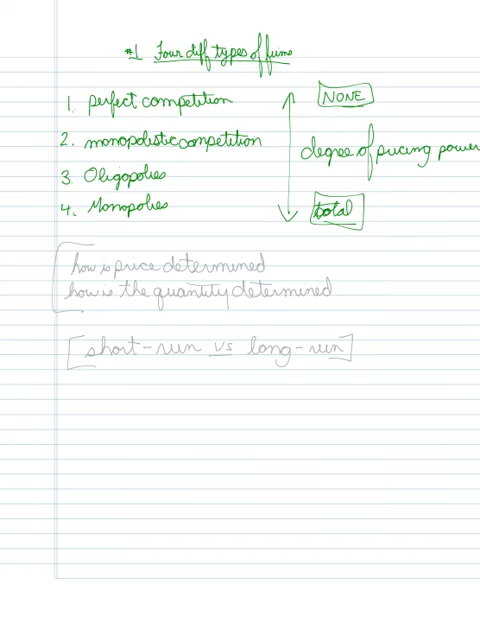 #1 Four diff types of firms
1. perfect competition
NONE
2. monopolistic competition
degree of pricing power
3. Oligopolies
4. Monopolies
total
how is price determined
how is the quantity determined
[short-run vs long-run]